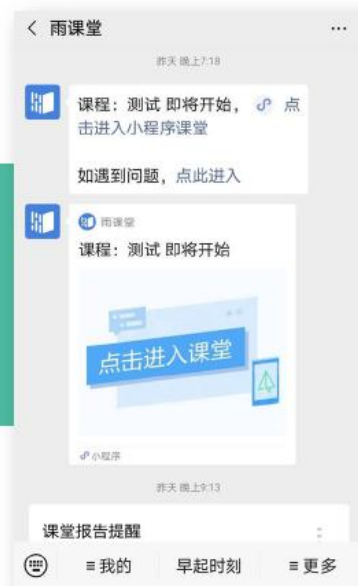 雨课堂
昨天 晚上7:18
课程：测试 即将开始， 点
击进入小程序课堂
如遇到问题，点此进入
雨课堂
课程：测试 即将开始
点击进入课堂
小程序
昨天 晚上9:13
课堂报告提醒
≡我的 早起时刻 ≡更多